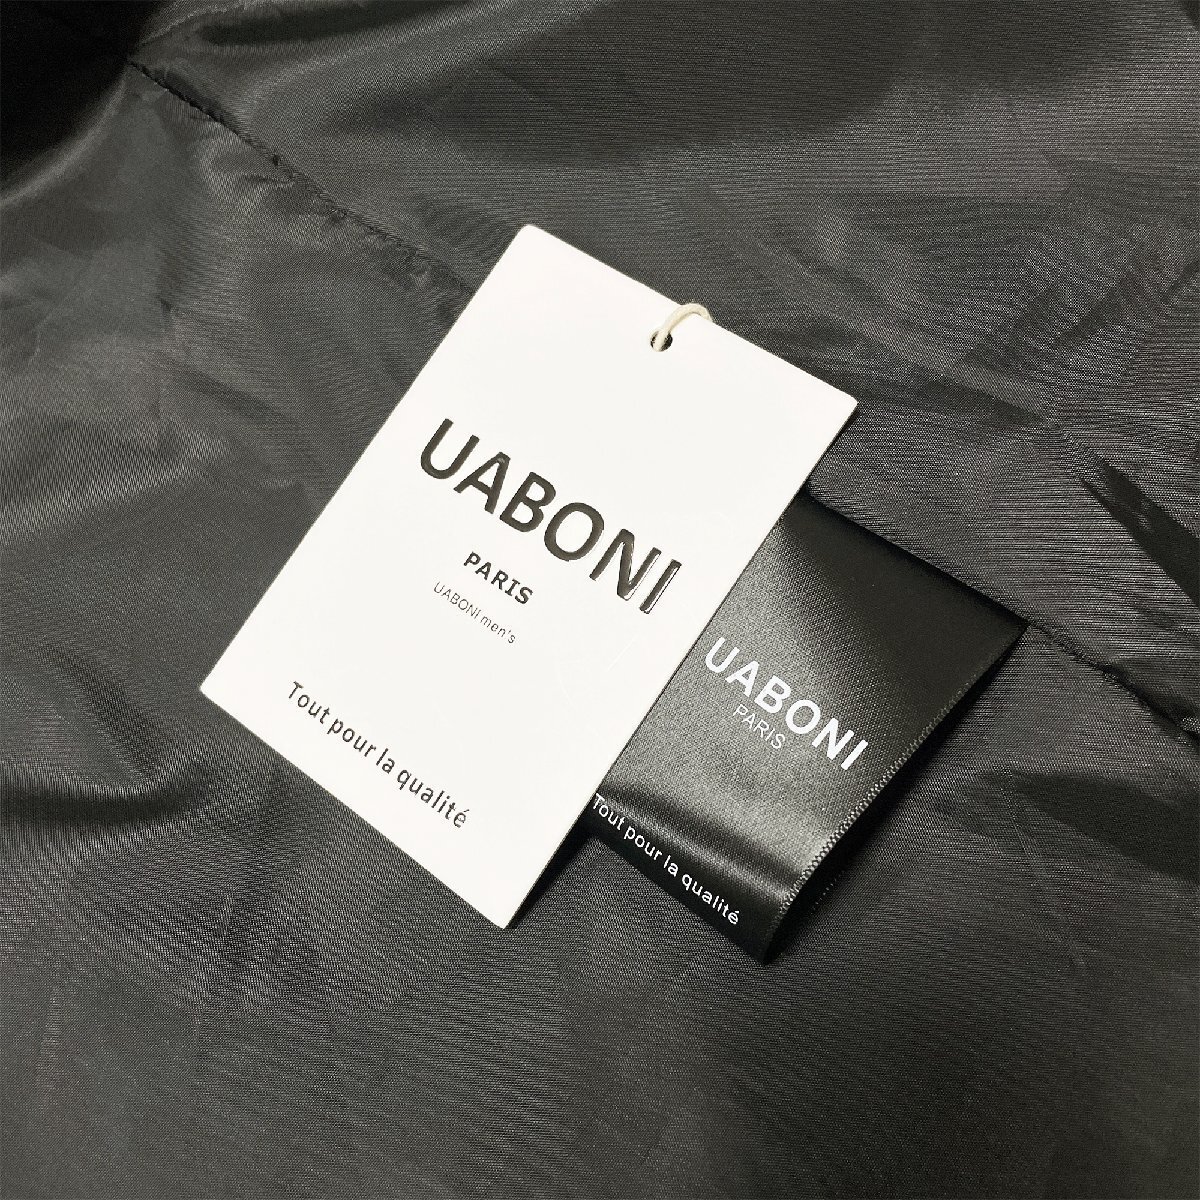 UABONI
PARIS
UABONI men's
Tout pour la qualité
UABONI
PARIS
Tout pour la qualité